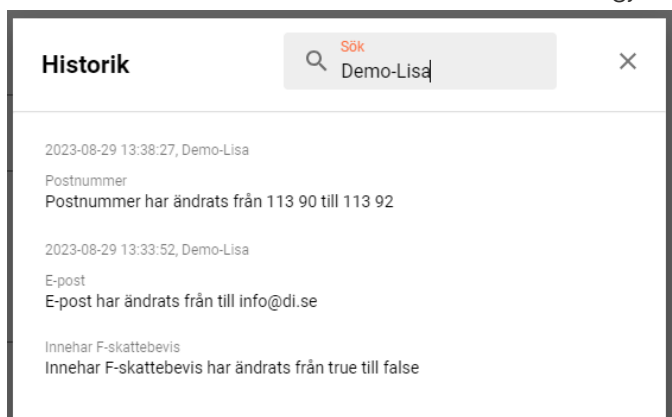 Historik
Sök
Demo-Lisa
2023-08-29 13:38:27, Demo-Lisa
Postnummer
Postnummer har ändrats från 113 90 till 113 92
2023-08-29 13:33:52, Demo-Lisa
E-post
E-post har ändrats från till info@di.se
Innehar F-skattebevis
Innehar F-skattebevis har ändrats från true till false